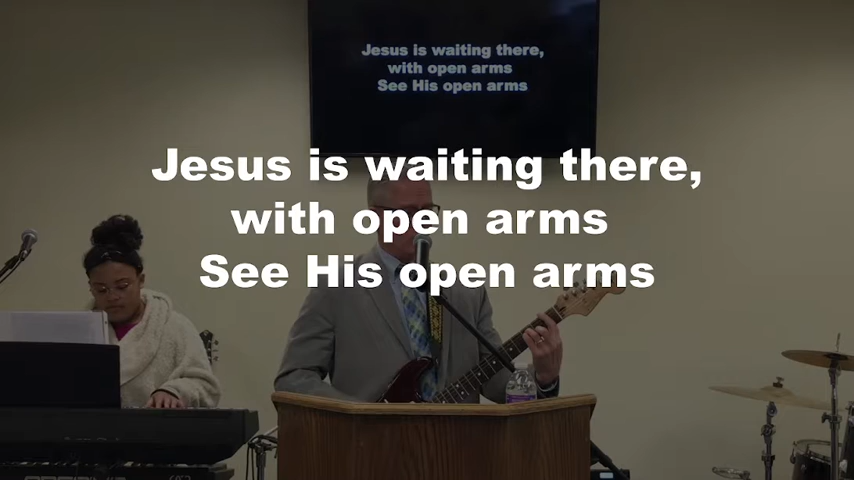 Jesus is waiting there,
with open arms
See His open arms
Jesus is waiting there,
with open arms
See His open arms